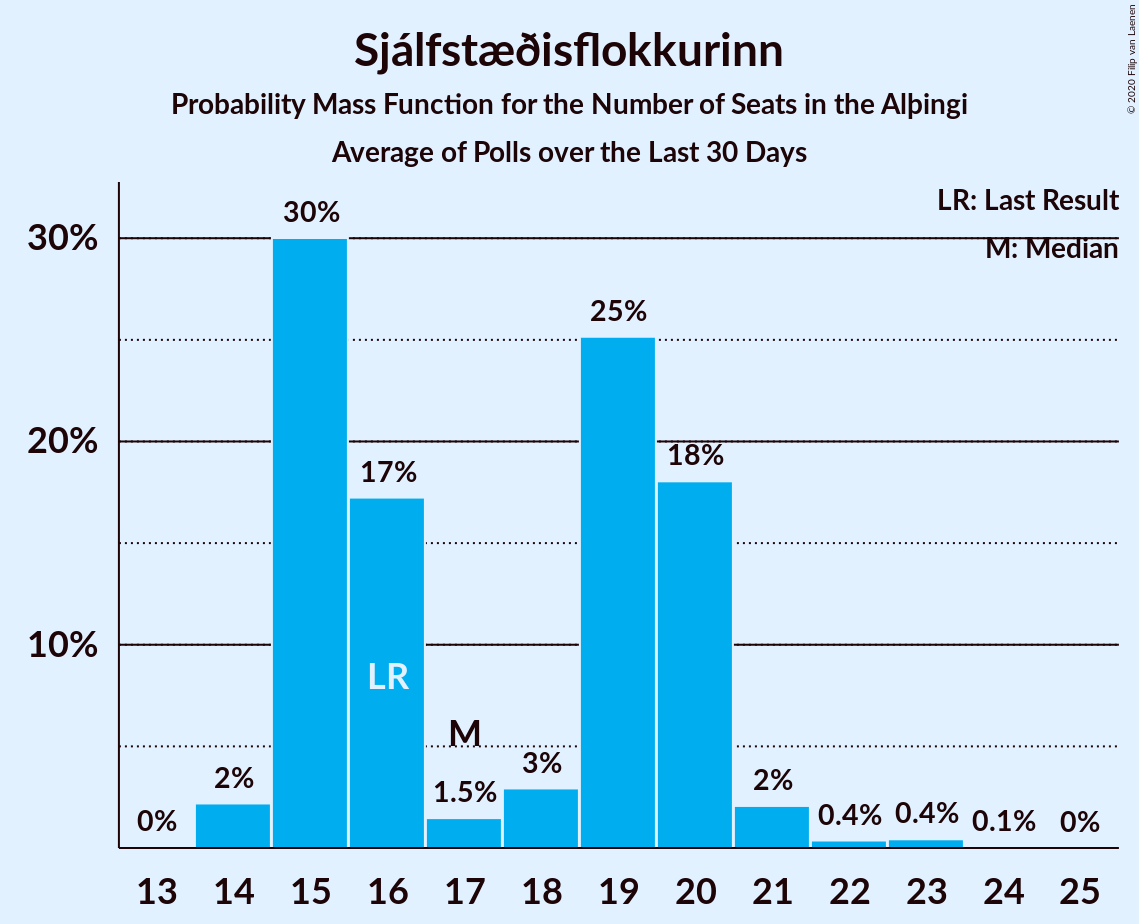 Sjálfstæðisflokkurinn
Probability Mass Function for the Number of Seats in the Alþingi
Average of Polls over the Last 30 Days
© 2020 Filip van Laenen
LR: Last Result
M: Median
30%
20%
10%
0%
2%
30%
17%
1.5%
3%
25%
18%
2%
0.4%
0.4%
0.1%
0%
LR
M
13 14 15 16 17 18 19 20 21 22 23 24 25